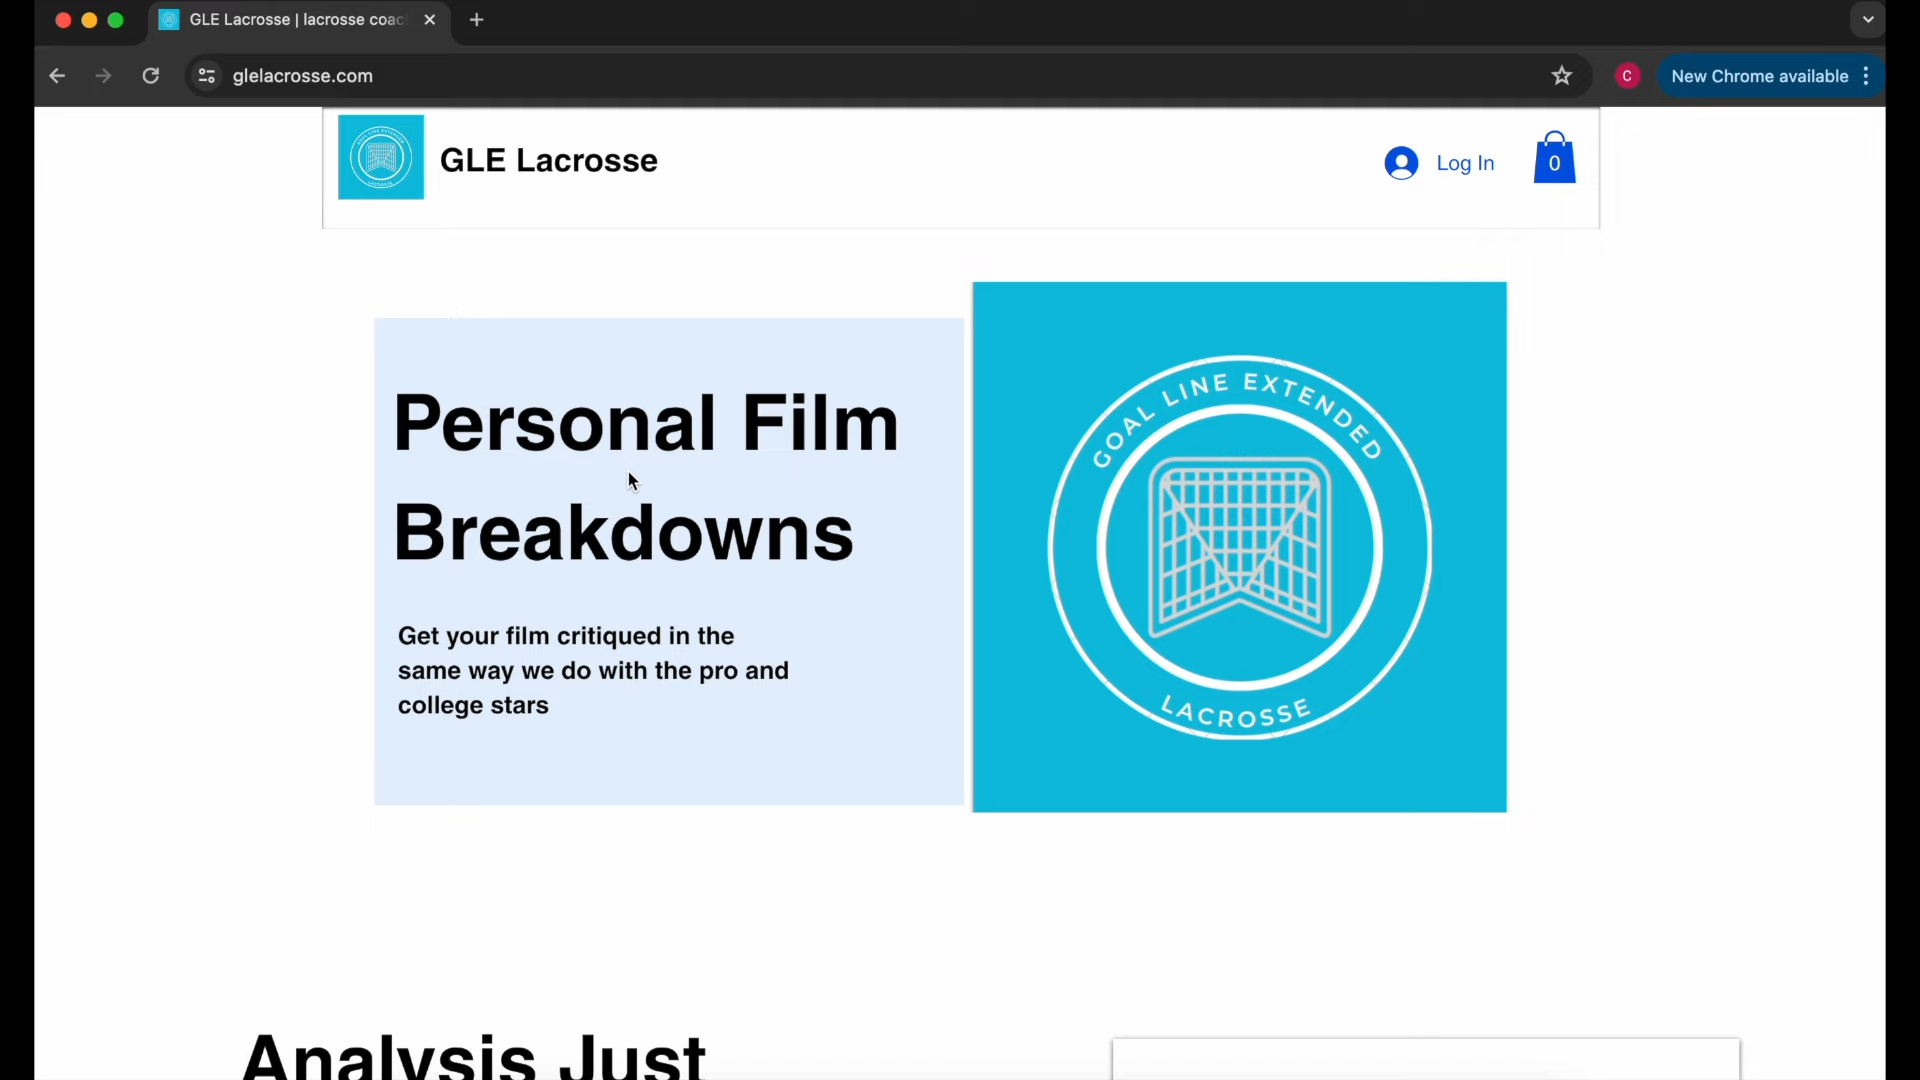 GLE Lacrosse | lacrosse coac
glelacrosse.com
C
New Chrome available
GLE Lacrosse
Log In
0
Personal Film
Breakdowns
Get your film critiqued in the
same way we do with the pro and
college stars
GOAL LINE EXTENDED
LACROSSE
Analysis Just